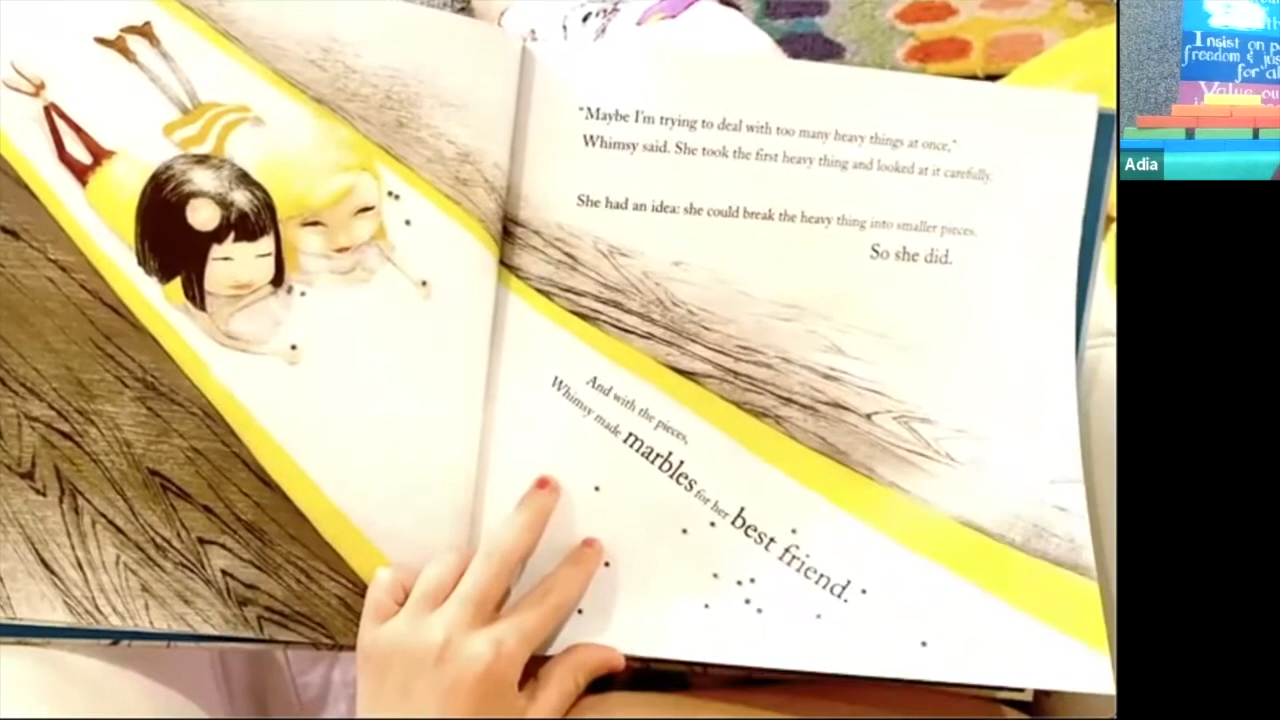 "Maybe I'm trying to deal with too many heavy things at once,"
Whimsy said. She took the first heavy thing and looked at it carefully.
She had an idea: she could break the heavy thing into smaller pieces.
So she did.
And with the pieces,
Whimsy made marbles for her best friend.
Insist on p
freedom & jus
for al
Value ou
Adia